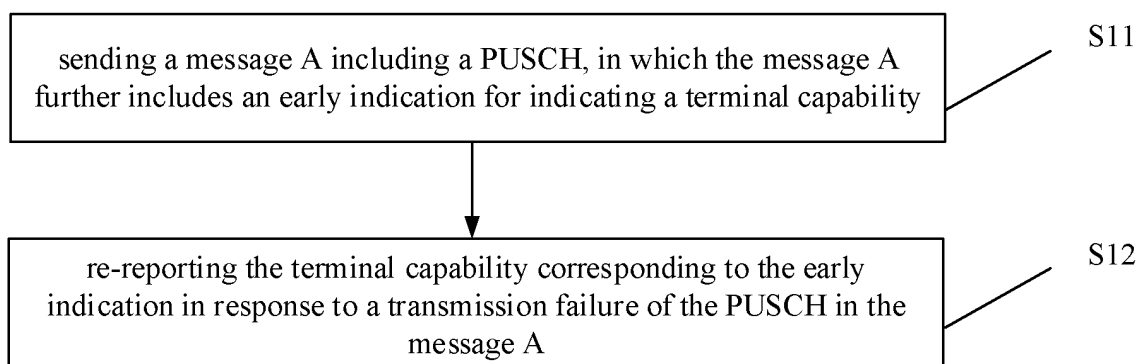 sending a message A including a PUSCH, in which the message A
further includes an early indication for indicating a terminal capability
S11
re-reporting the terminal capability corresponding to the early
indication in response to a transmission failure of the PUSCH in the
message A
S12